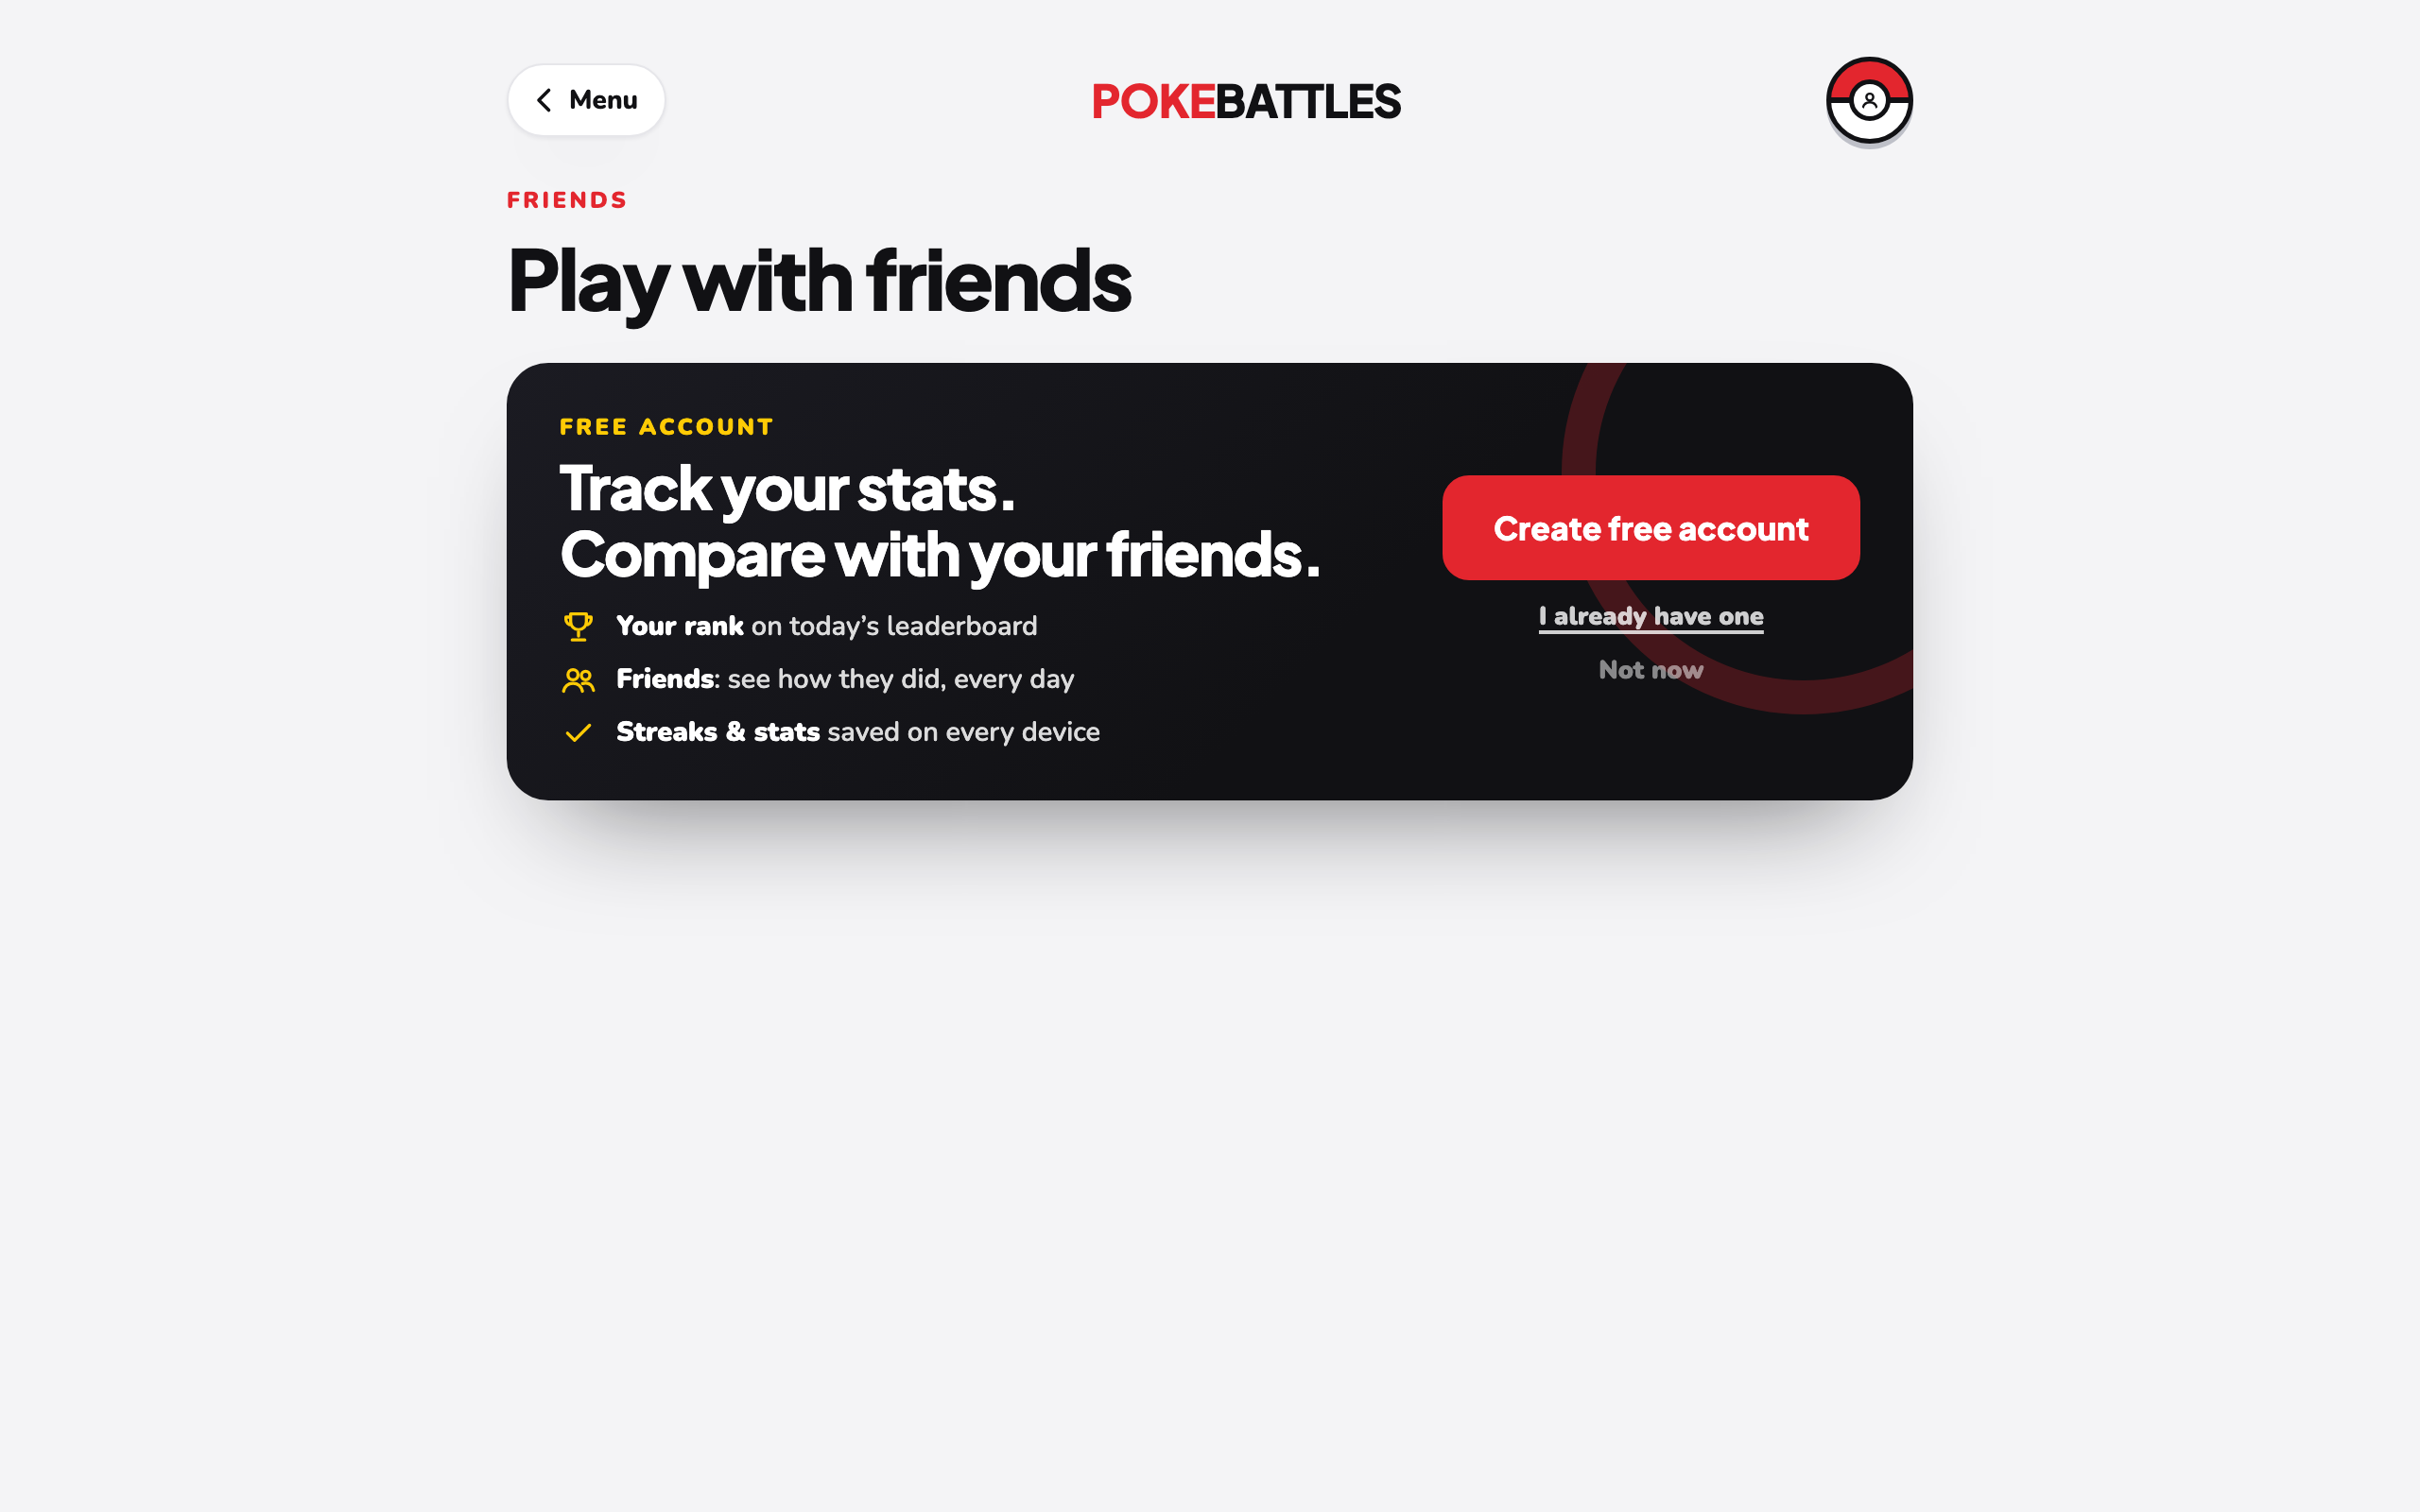 Menu
POKEBATTLES
FRIENDS
Play with friends
FREE ACCOUNT
Track your stats.
Compare with your friends.
Your rank on today’s leaderboard
Friends: see how they did, every day
Streaks & stats saved on every device
Create free account
I already have one
Not now